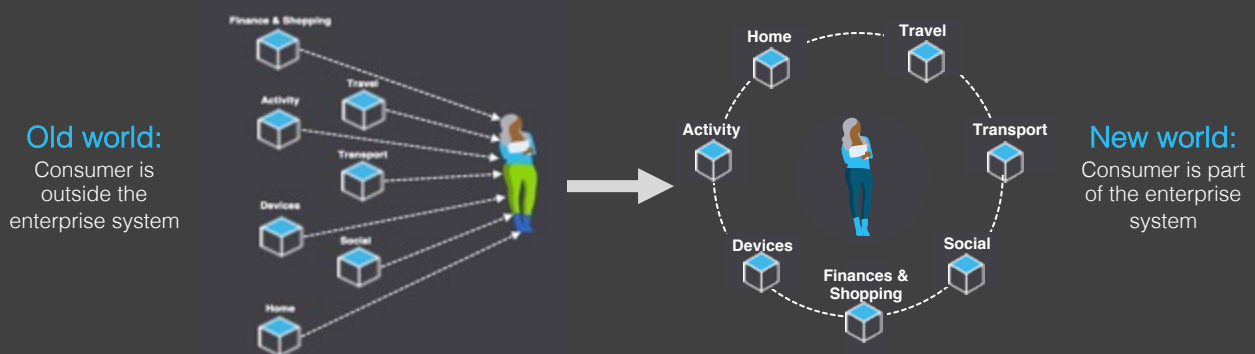 Old world:
Consumer is
outside the
enterprise system
Finance & Shopping
Travel
Activity
Transport
Devices
Social
Home
Home
Travel
Activity
Transport
Devices
Social
Finances &
Shopping
New world:
Consumer is part
of the enterprise
system